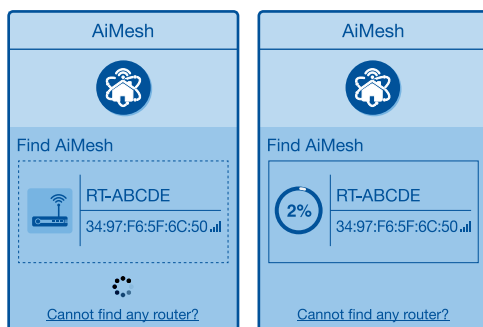 AiMesh
Find AiMesh
RT-ABCDE
34:97:F6:5F:6C:50
Cannot find any router?
AiMesh
Find AiMesh
2%
RT-ABCDE
34:97:F6:5F:6C:50
Cannot find any router?